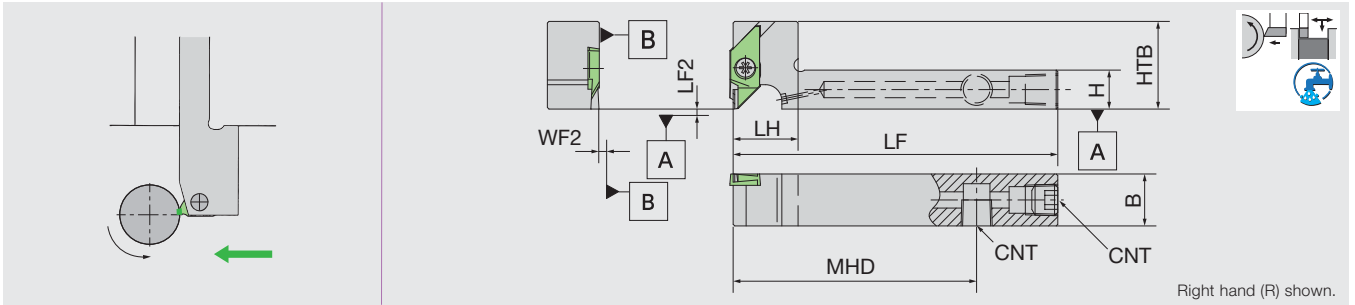 B
LF2
WF2
A
B
LH
LF
HTB
H
A
B
CNT
CNT
MHD
Right hand (R) shown.